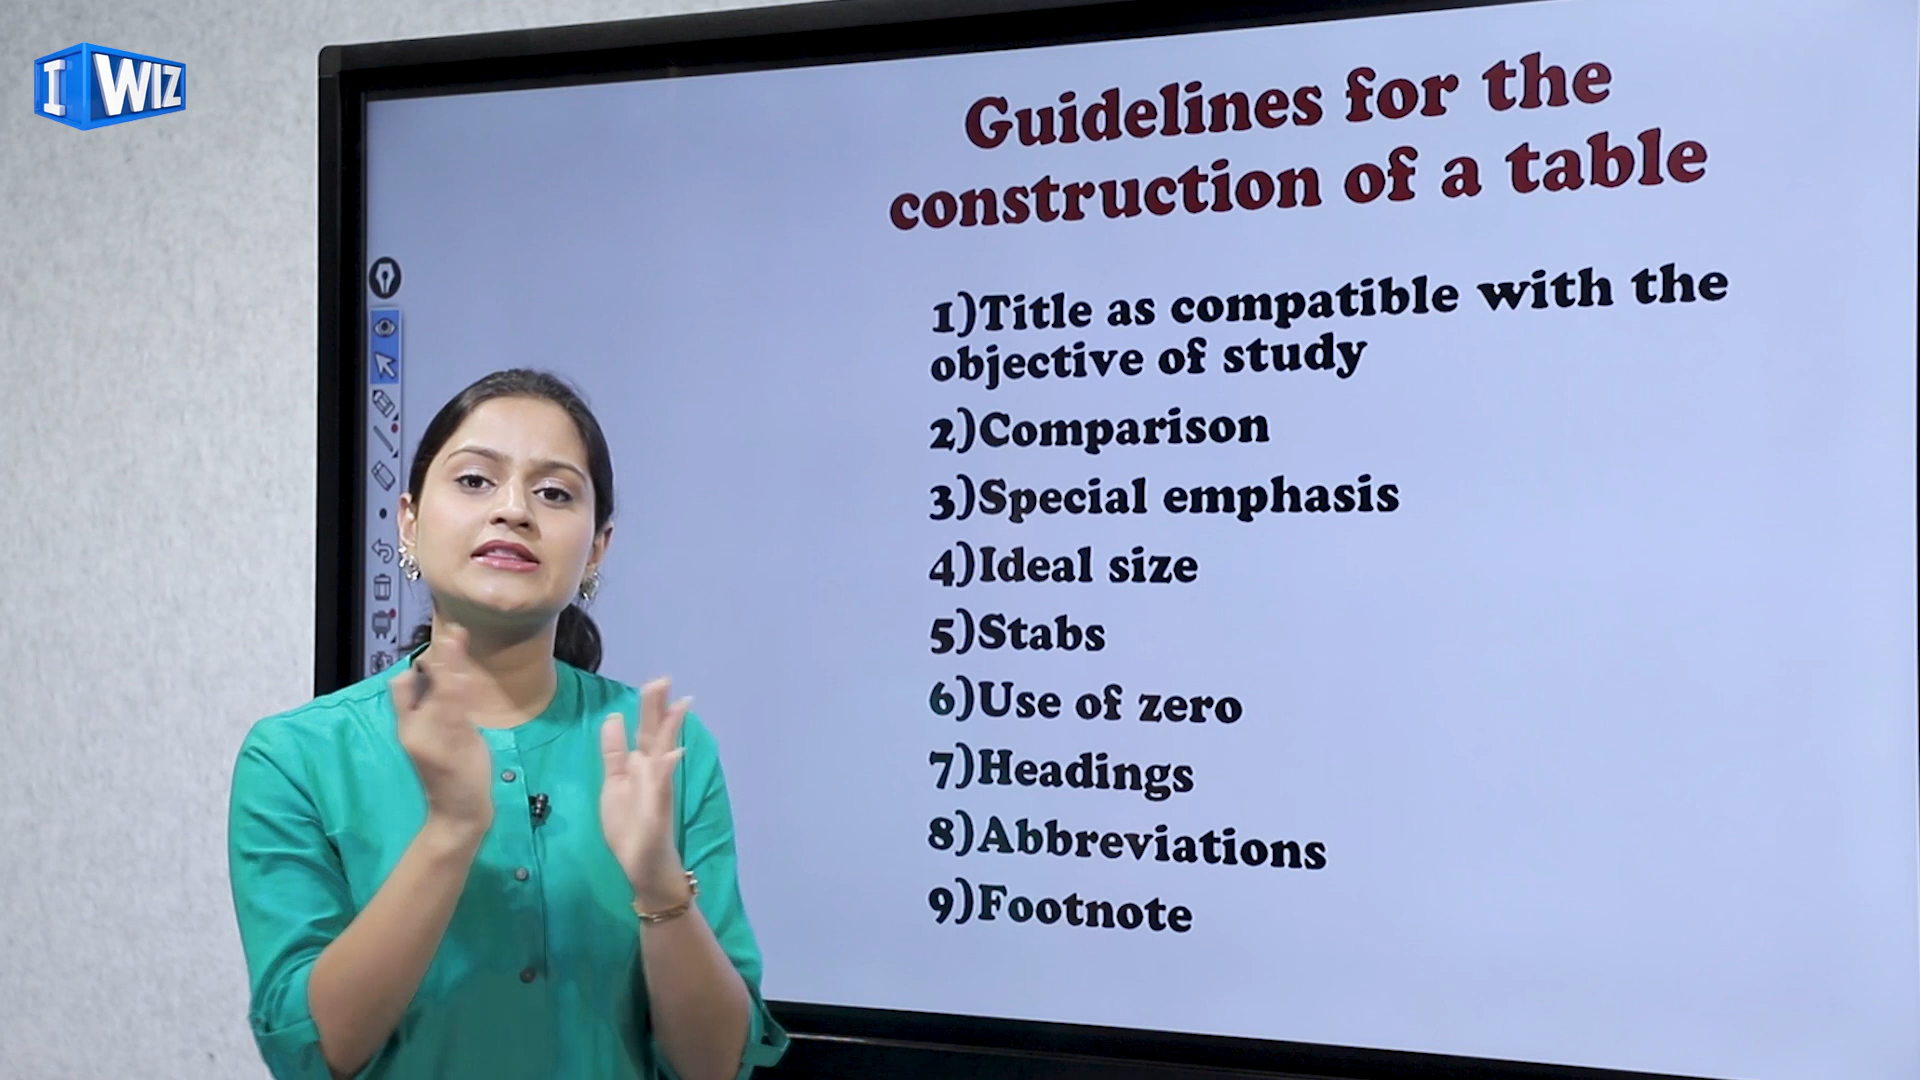 I WIZ
Guidelines for the
construction of a table
1)Title as compatible with the
objective of study
2)Comparison
3)Special emphasis
4)Ideal size
5)Stabs
6)Use of zero
7)Headings
8)Abbreviations
9)Footnote